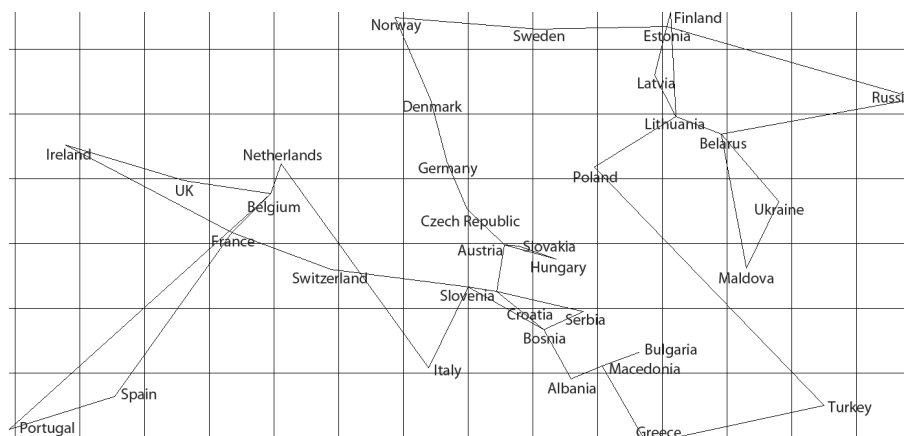 Finland
Norway
Sweden
Estonia
Latvia
Russi
Denmark
Lithuania
Belarus
Ireland
Netherlands
Germany
Poland
UK
Belgium
Ukraine
Czech Republic
France
Austria
Slovakia
Hungary
Switzerland
Maldova
Slovenia
Croatia
Serbia
Bosnia
Bulgaria
Italy
Macedonia
Albania
Spain
Turkey
Portugal
Greece